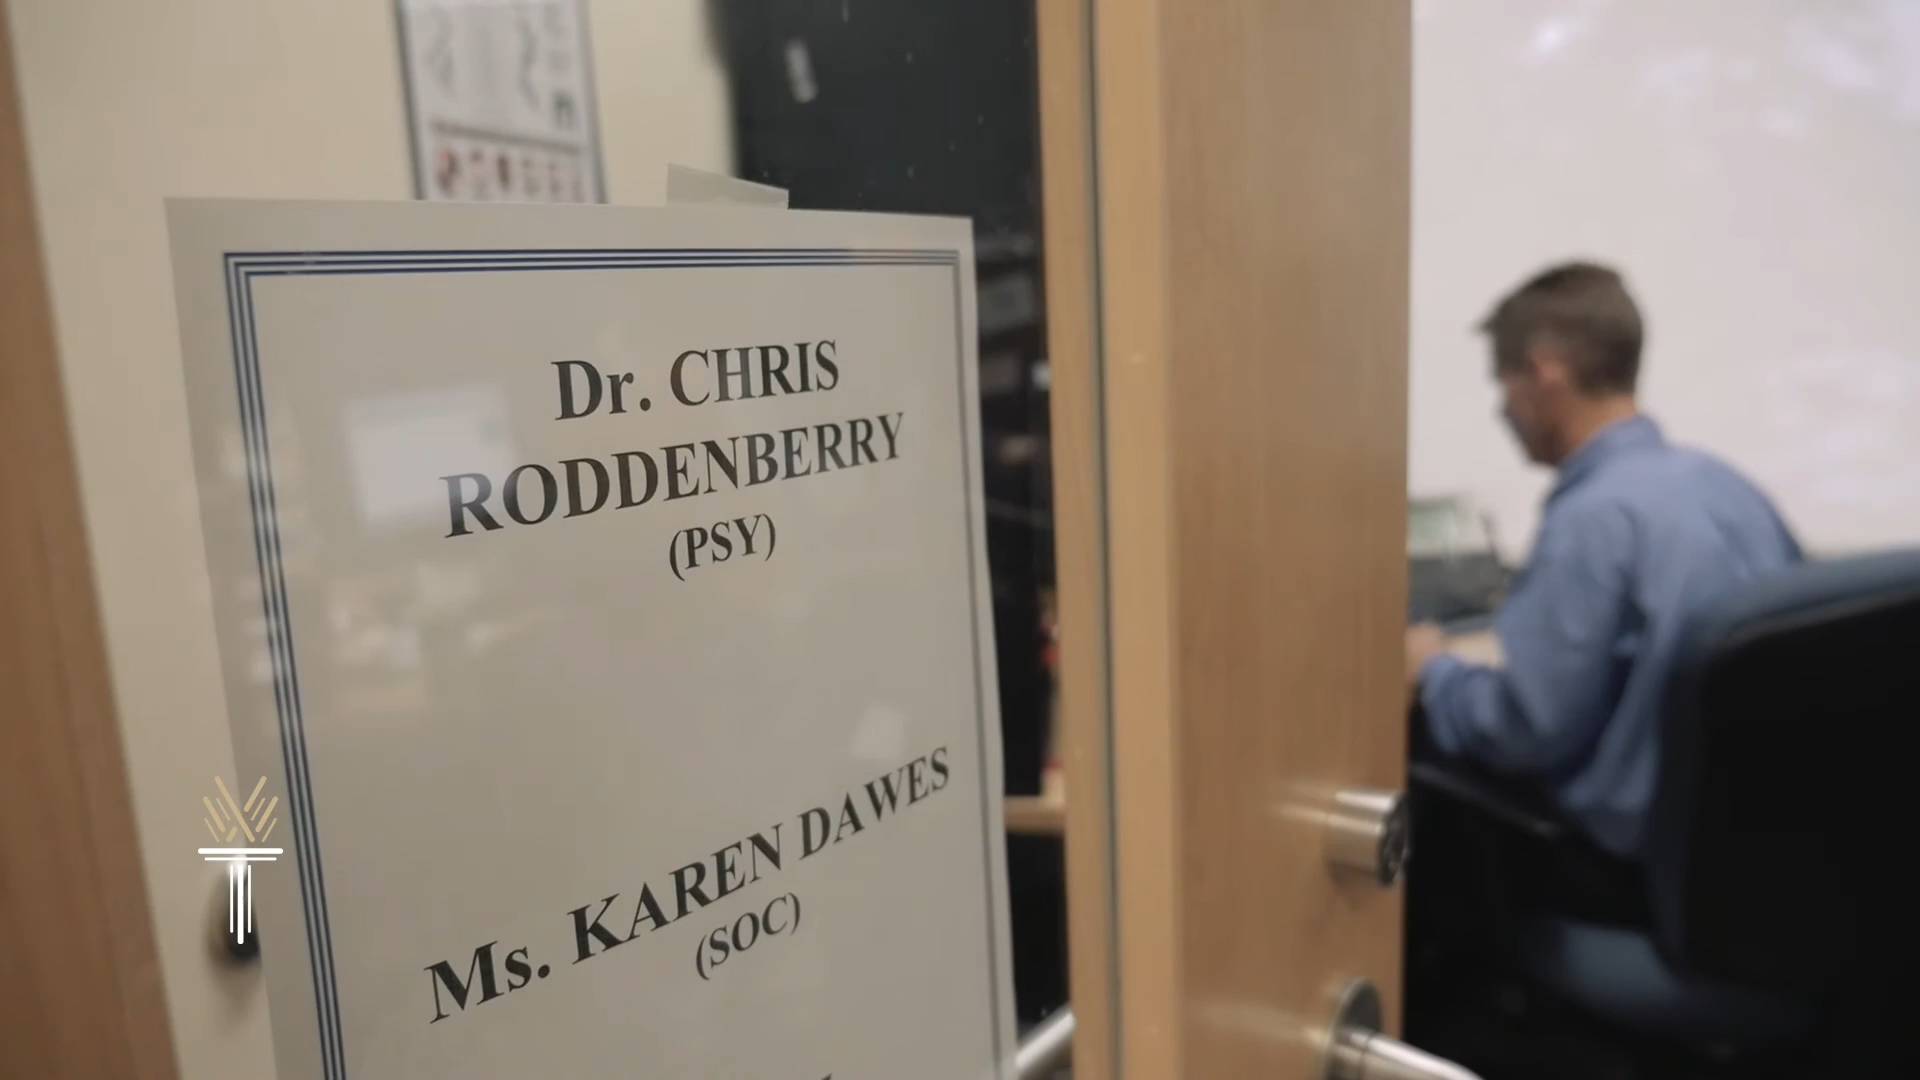 Dr. CHRIS
RODDENBERRY
(PSY)
Ms. KAREN DAWES
(SOC)